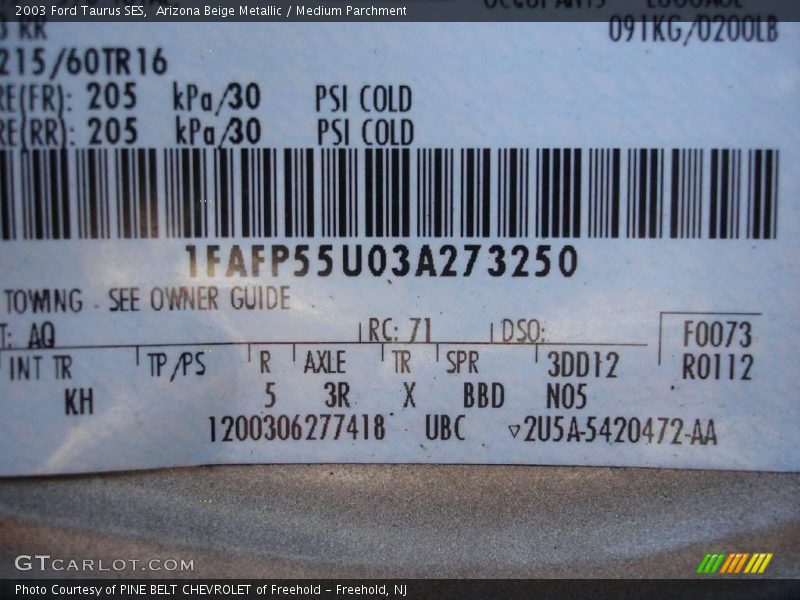 2003 Ford Taurus SES, Arizona Beige Metallic / Medium Parchment
091KG/0200LB
215/60TR16
RE(FR): 205 kPa/30 PSI COLD
RE(RR): 205 kPa/30 PSI COLD
1FAFP55U03A273250
TOWING - SEE OWNER GUIDE
T: AQ RC: 71 DSO: F0073
INT TR TP/PS R AXLE TR SPR 3DD12 R0112
KH 5 3R X BBD N05
1200306277418 UBC ▿2U5A-5420472-AA
GTCARLOT.COM
Photo Courtesy of PINE BELT CHEVROLET of Freehold - Freehold, NJ